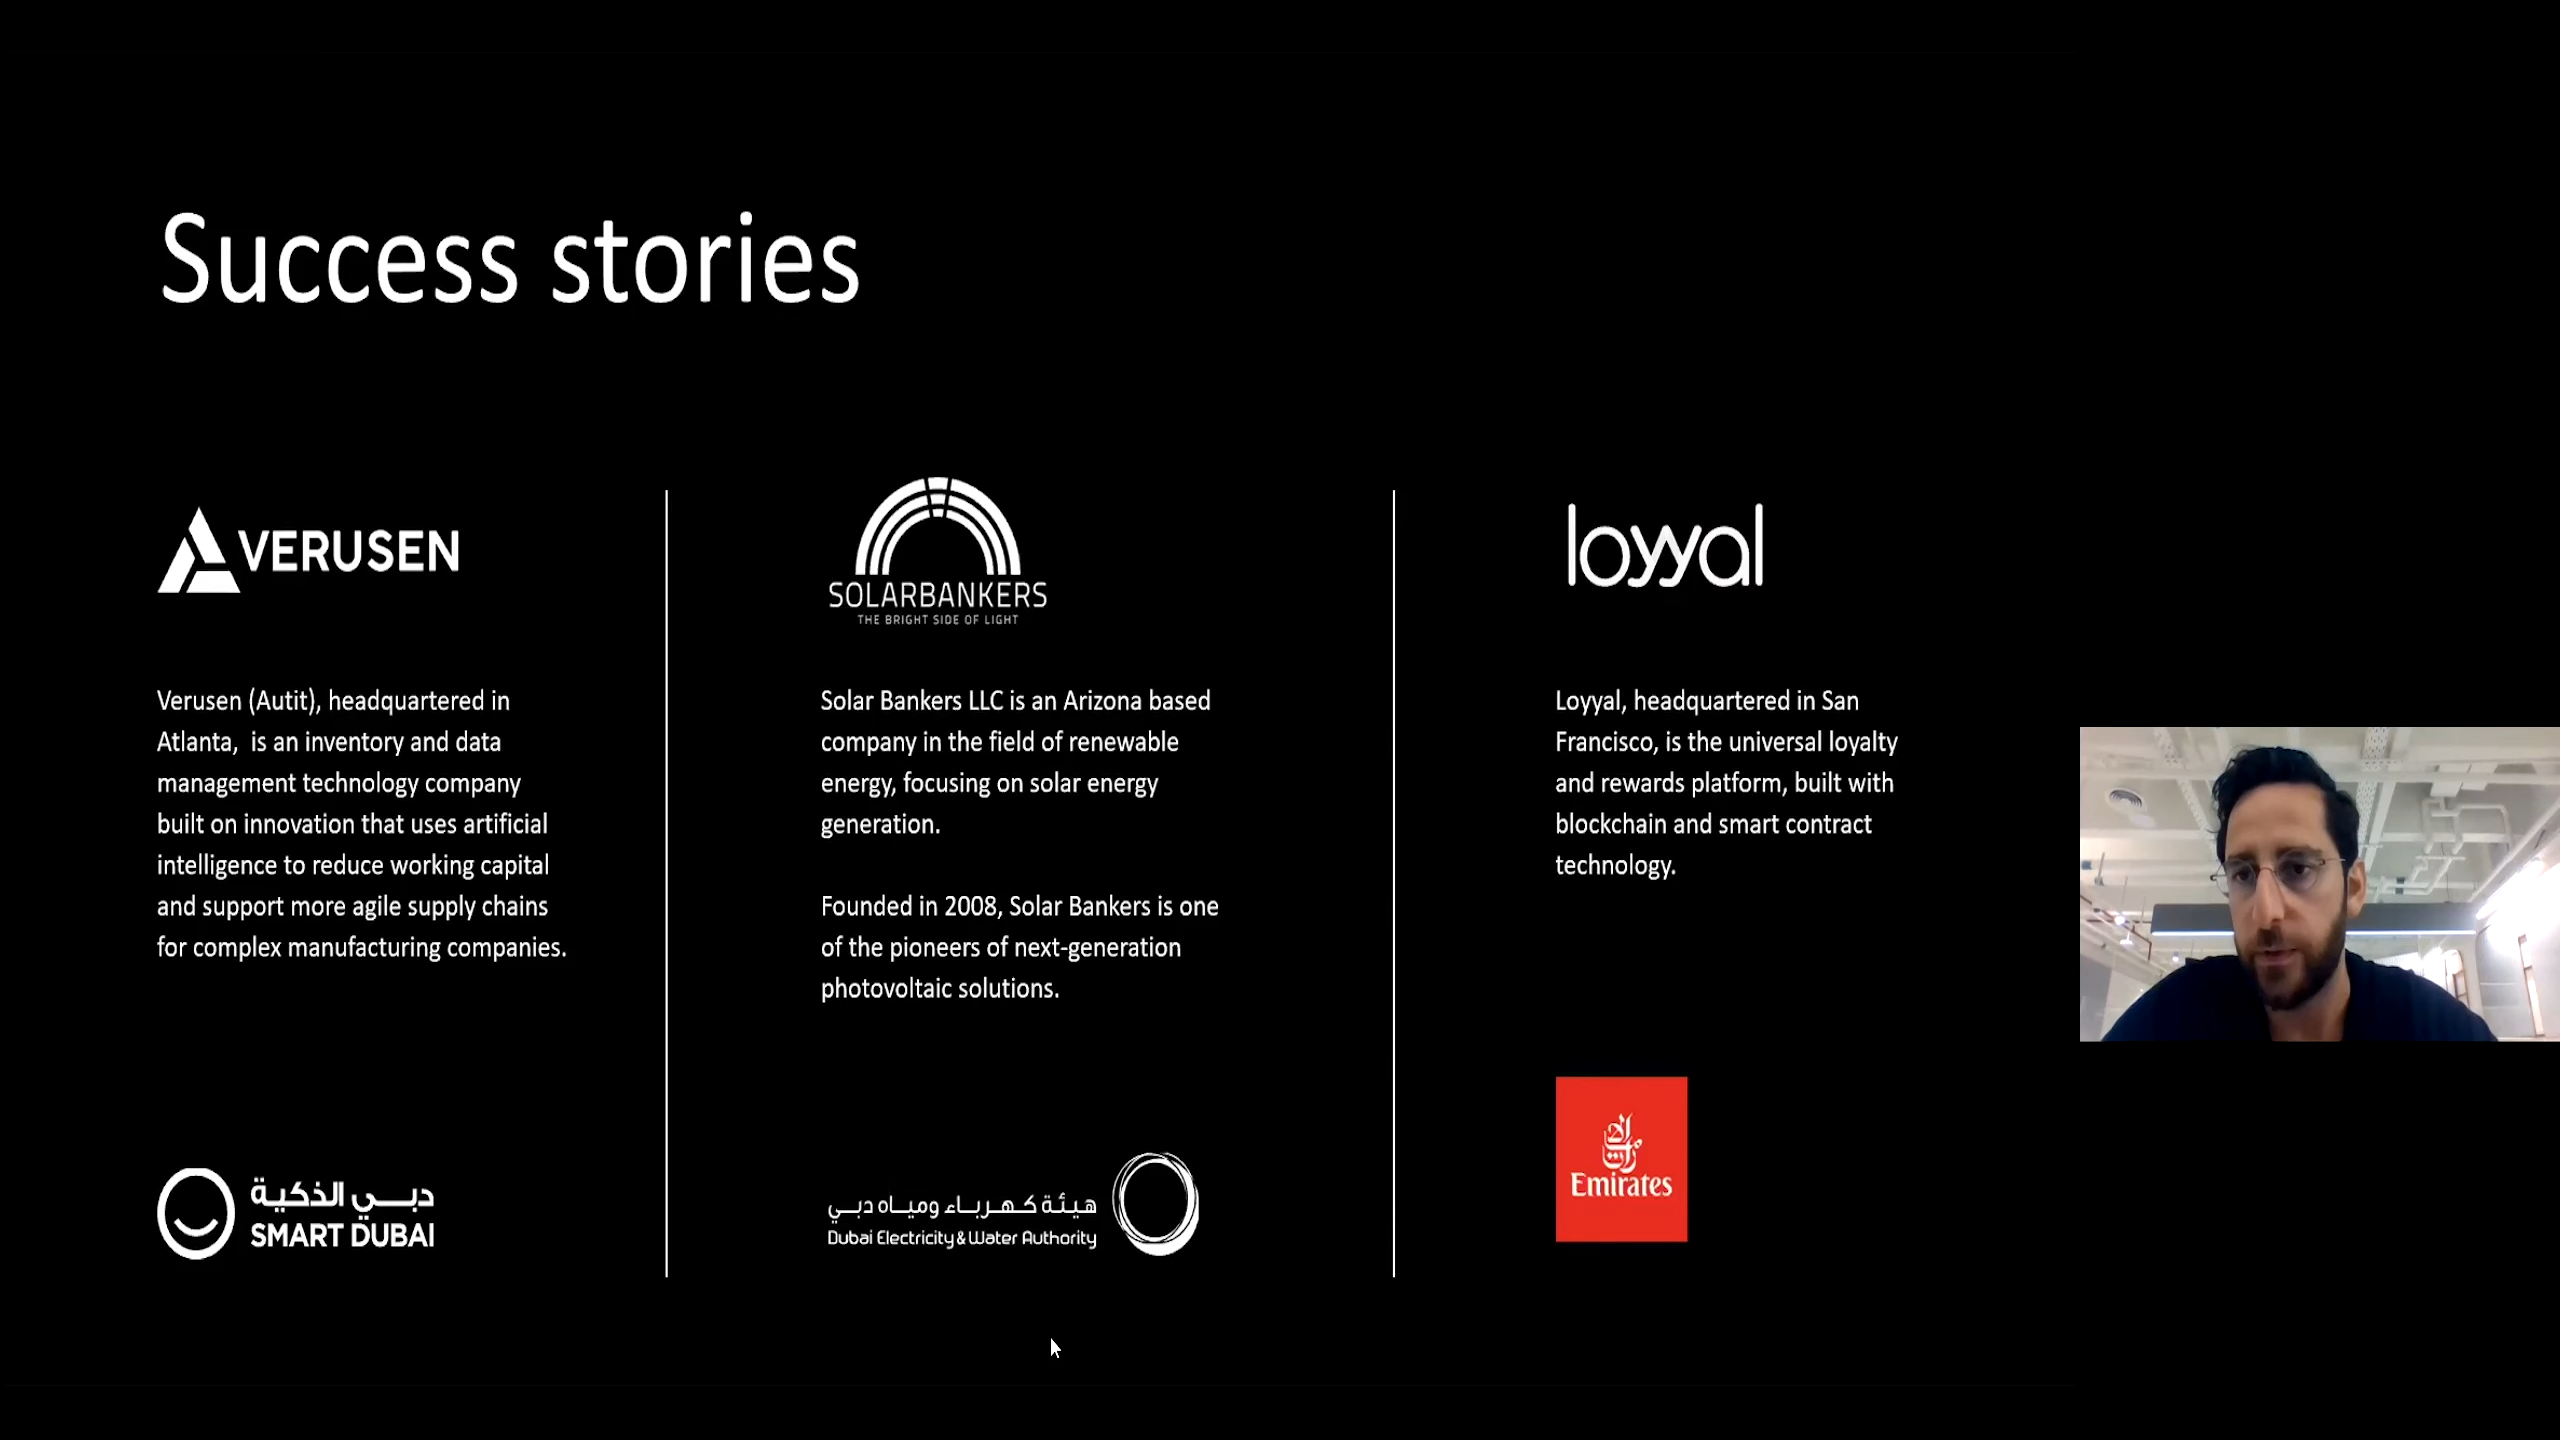 Success stories
VERUSEN
Verusen (Autit), headquartered in
Atlanta,  is an inventory and data
management technology company
built on innovation that uses artificial
intelligence to reduce working capital
and support more agile supply chains
for complex manufacturing companies.
دبي الذكية
SMART DUBAI
SOLARBANKERS
THE BRIGHT SIDE OF LIGHT
Solar Bankers LLC is an Arizona based
company in the field of renewable
energy, focusing on solar energy
generation.
Founded in 2008, Solar Bankers is one
of the pioneers of next-generation
photovoltaic solutions.
هيئة كهرباء ومياه دبي
Dubai Electricity & Water Authority
loyyal
Loyyal, headquartered in San
Francisco, is the universal loyalty
and rewards platform, built with
blockchain and smart contract
technology.
الإمارات
Emirates